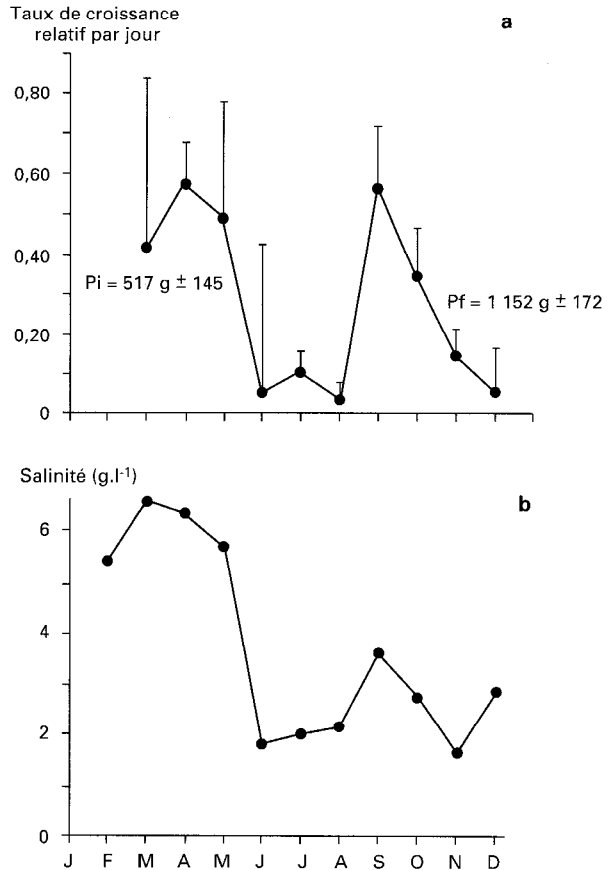 Taux de croissance
relatif par jour
a
0,80
0,60
0,40
0,20
0
Pi = 517 g ± 145
Pf = 1 152 g ± 172
Salinité (g.l-1)
b
6
4
2
0
J F M A M J J A S O N D